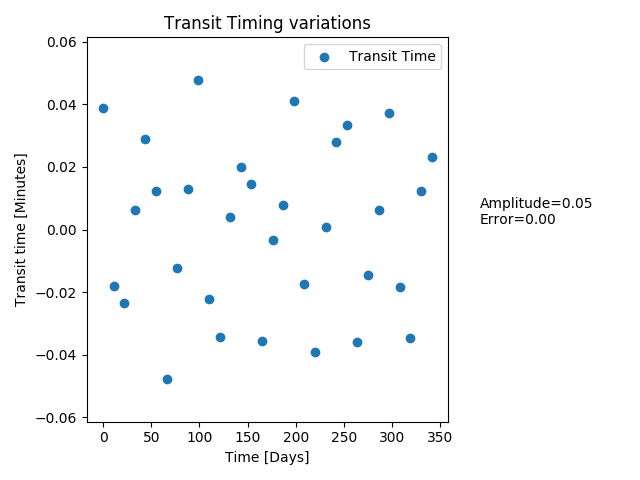 Transit Timing variations
Transit Time
0.06
0.04
0.02
0.00
−0.02
−0.04
−0.06
Transit time [Minutes]
0
50
100
150
200
250
300
350
Time [Days]
Amplitude=0.05
Error=0.00